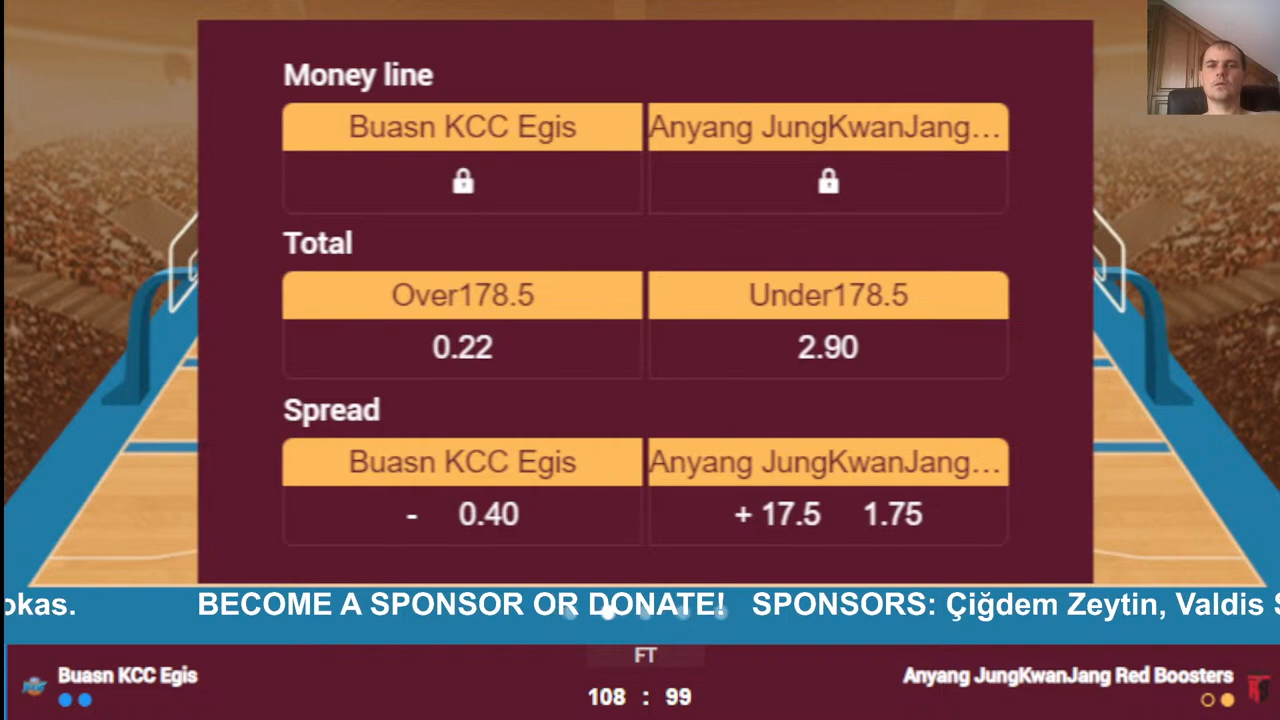 Money line
Buasn KCC Egis
Anyang JungKwanJang...
Total
Over178.5
Under178.5
0.22
2.90
Spread
Buasn KCC Egis
Anyang JungKwanJang...
- 0.40
+ 17.5 1.75
okas. BECOME A SPONSOR OR DONATE! SPONSORS: Çiğdem Zeytin, Valdis S
FT
Buasn KCC Egis
108 : 99
Anyang JungKwanJang Red Boosters